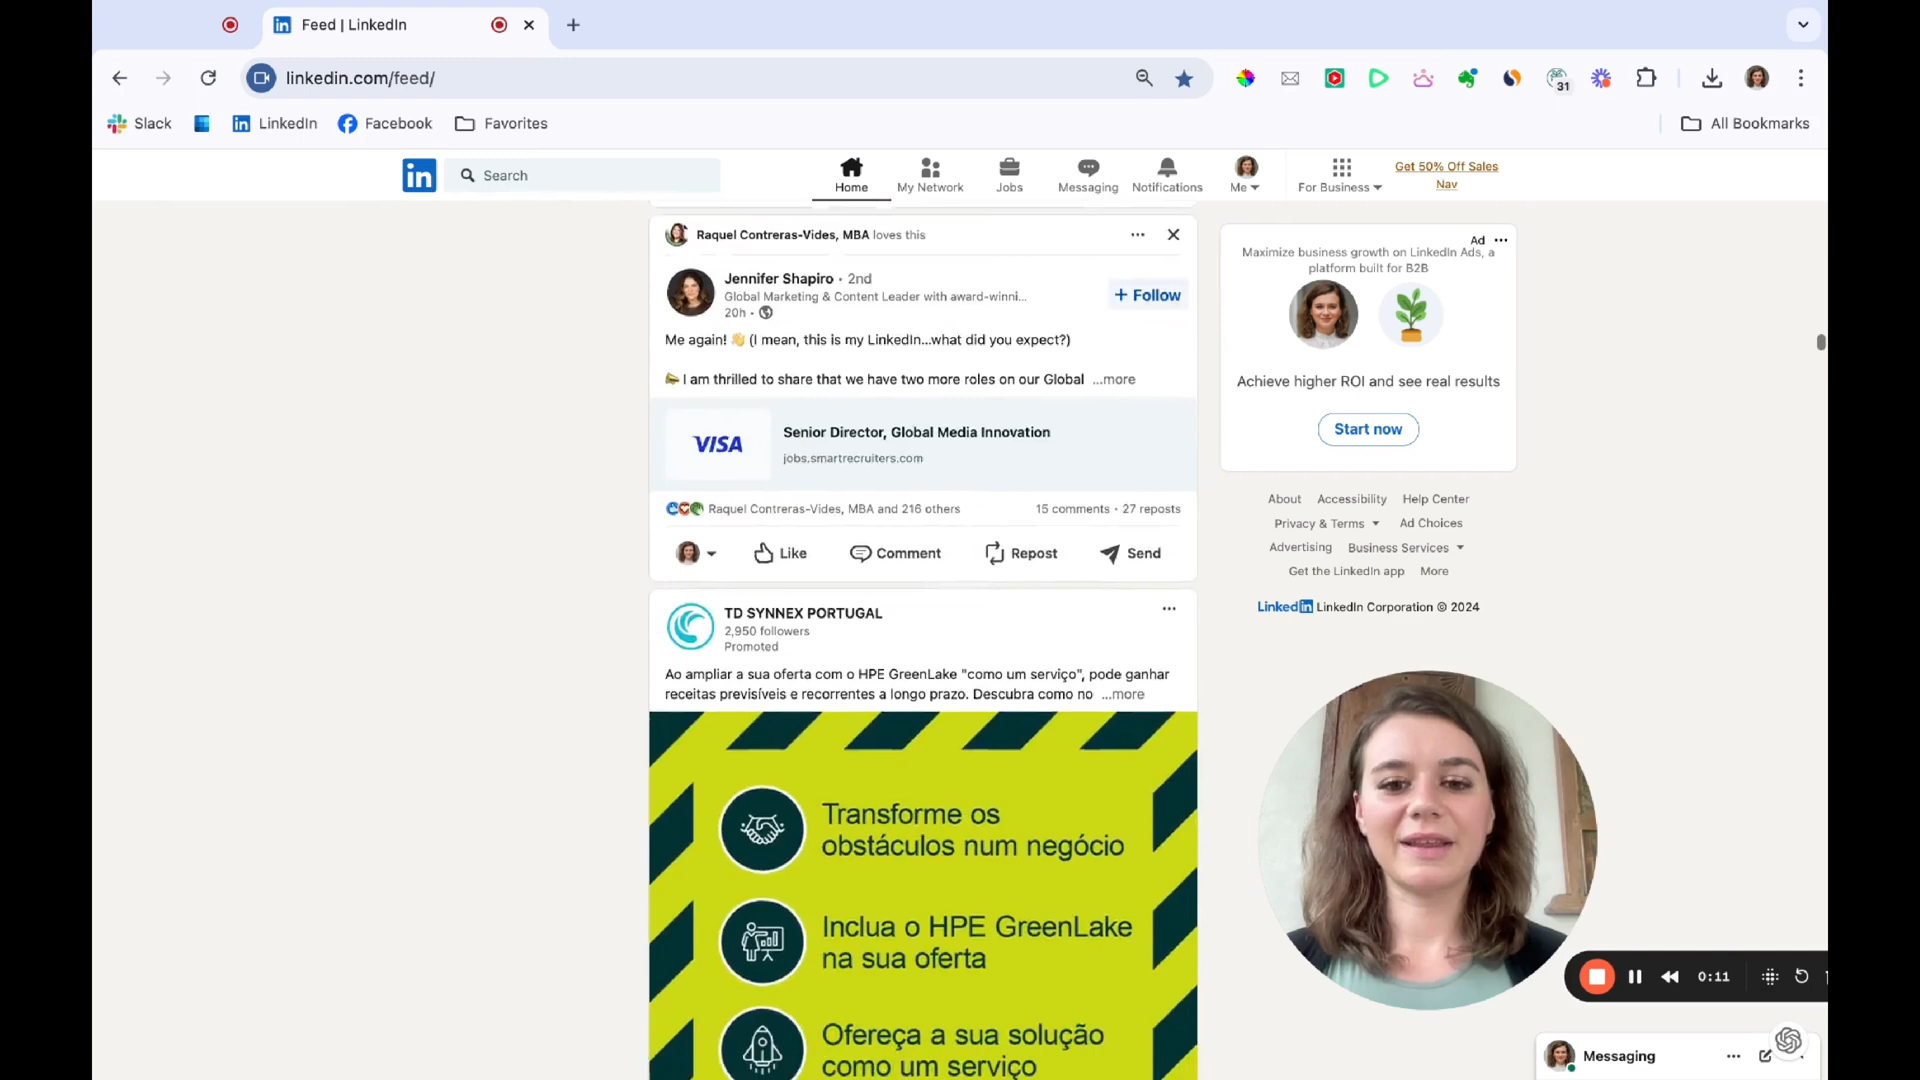 Feed | LinkedIn
linkedin.com/feed/
31
Slack
LinkedIn
Facebook
Favorites
All Bookmarks
in
Search
Home
My Network
Jobs
Messaging
Notifications
Me
For Business
Get 50% Off Sales
Nav
Raquel Contreras-Vides, MBA loves this
Jennifer Shapiro • 2nd
Global Marketing & Content Leader with award-winni...
20h •
+ Follow
Me again! 👋 (I mean, this is my LinkedIn...what did you expect?)
📣 I am thrilled to share that we have two more roles on our Global ...more
VISA
Senior Director, Global Media Innovation
jobs.smartrecruiters.com
Raquel Contreras-Vides, MBA and 216 others
15 comments • 27 reposts
Like
Comment
Repost
Send
TD SYNNEX PORTUGAL
2,950 followers
Promoted
Ao ampliar a sua oferta com o HPE GreenLake "como um serviço", pode ganhar
receitas previsíveis e recorrentes a longo prazo. Descubra como no ...more
Transforme os
obstáculos num negócio
Inclua o HPE GreenLake
na sua oferta
Ofereça a sua solução
como um serviço
Ad
Maximize business growth on LinkedIn Ads, a
platform built for B2B
Achieve higher ROI and see real results
Start now
About Accessibility Help Center
Privacy & Terms Ad Choices
Advertising Business Services
Get the LinkedIn app More
LinkedIn LinkedIn Corporation © 2024
0:11
Messaging